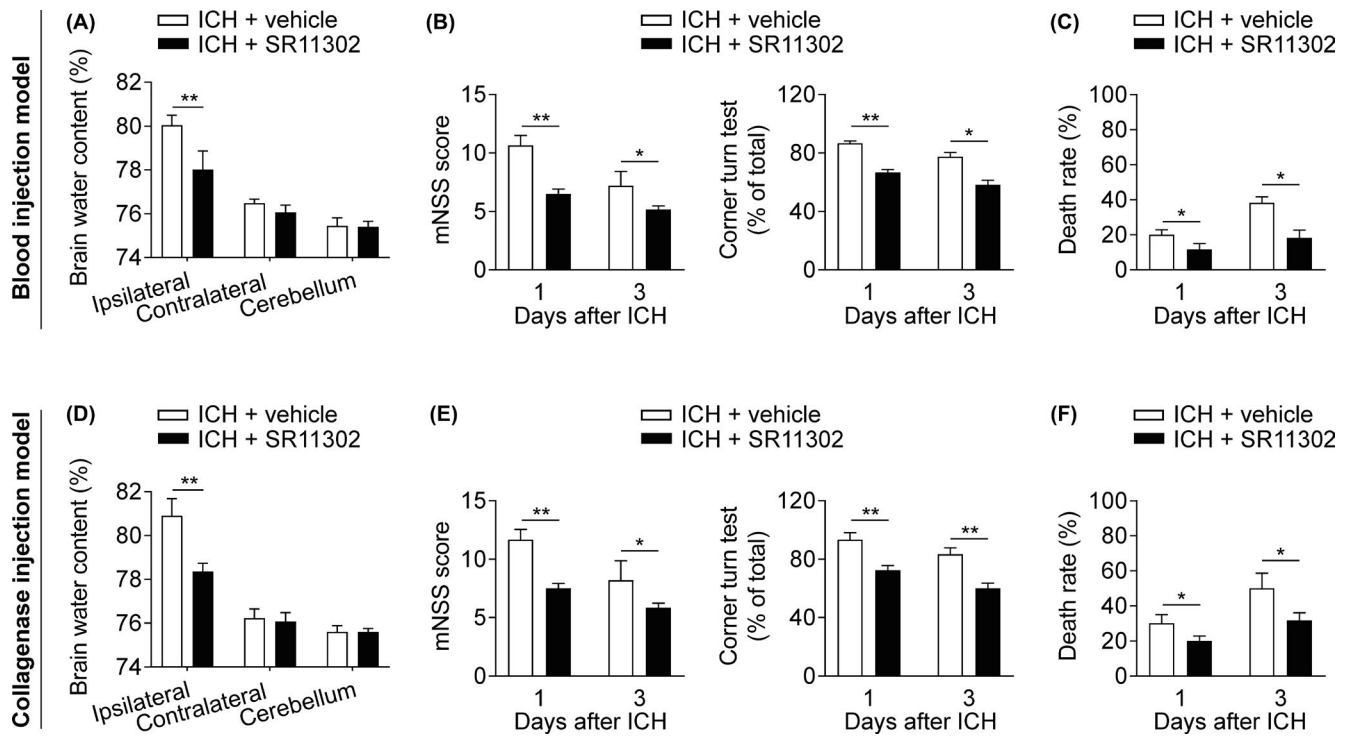 Blood injection model
(A)
ICH + vehicle
ICH + SR11302
Brain water content (%)
82
80
78
76
74
Ipsilateral
Contralateral
Cerebellum
**
(B)
ICH + vehicle
ICH + SR11302
mNSS score
15
10
5
0
**
*
1 3
Days after ICH
Corner turn test
(% of total)
120
80
40
0
**
*
1 3
Days after ICH
(C)
ICH + vehicle
ICH + SR11302
Death rate (%)
100
80
60
40
20
0
*
*
1 3
Days after ICH
Collagenase injection model
(D)
ICH + vehicle
ICH + SR11302
Brain water content (%)
82
80
78
76
74
Ipsilateral
Contralateral
Cerebellum
**
(E)
ICH + vehicle
ICH + SR11302
mNSS score
15
10
5
0
**
*
1 3
Days after ICH
Corner turn test
(% of total)
120
80
40
0
**
**
1 3
Days after ICH
(F)
ICH + vehicle
ICH + SR11302
Death rate (%)
100
80
60
40
20
0
*
*
1 3
Days after ICH